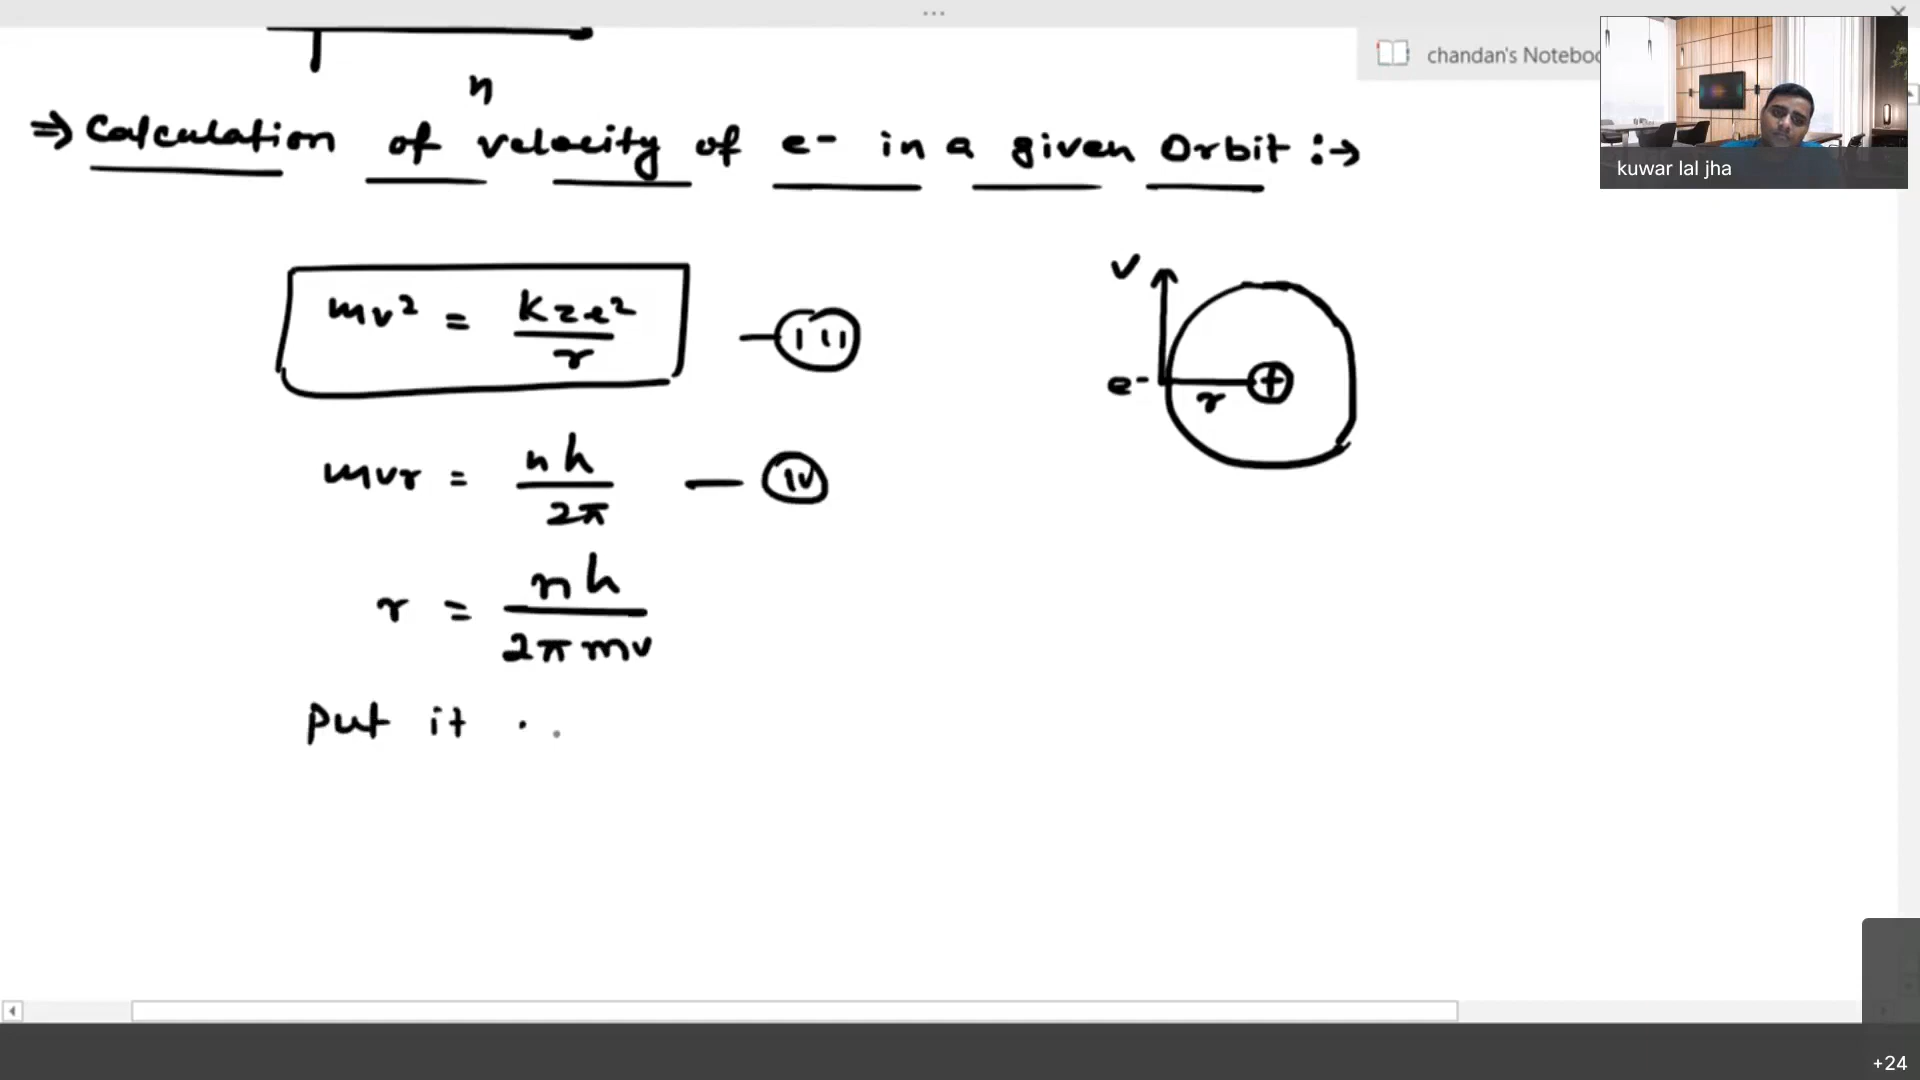 n
chandan's Noteboo
kuwar lal jha
⇒ Calculation of velocity of e- in a given Orbit :→
mv² = kze²/r — (III)
v
e- r +
mvr = nh/2π — (IV)
r = nh/2πmv
Put it
+24